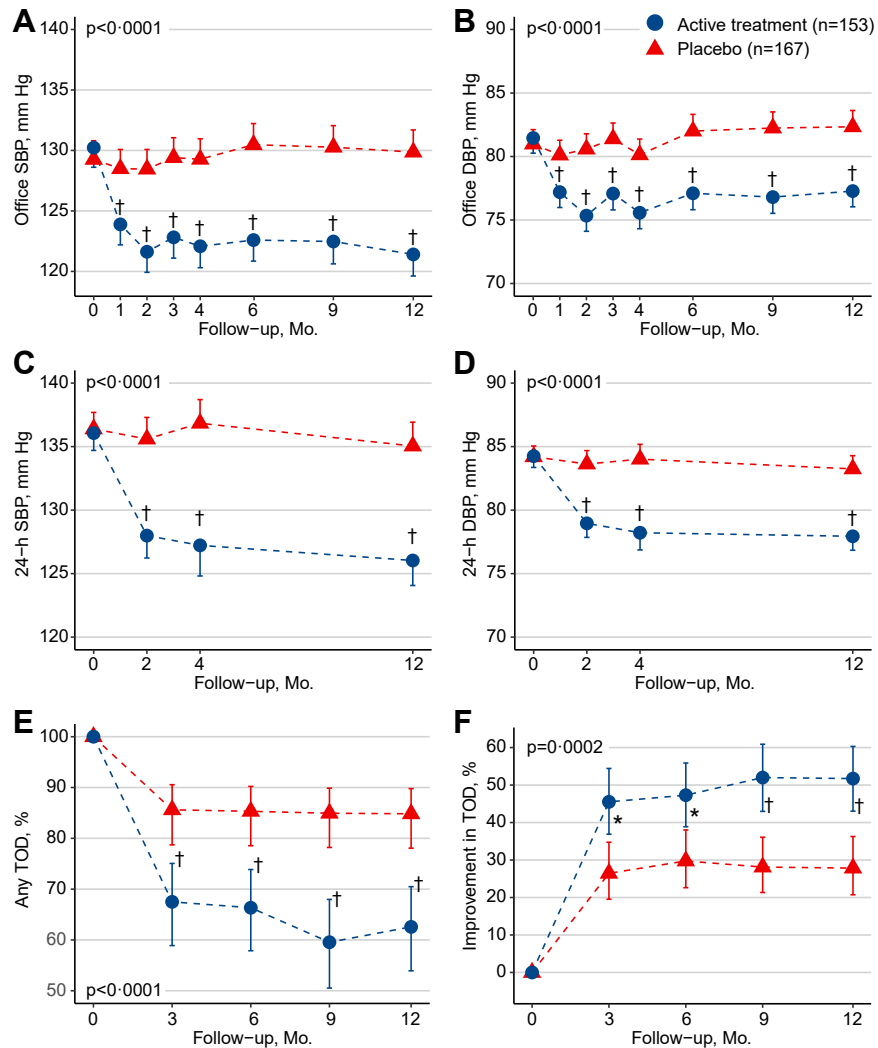 A
p<0·0001
Office SBP, mm Hg
140
135
130
125
120
† † † † † † †
0 1 2 3 4 6 9 12
Follow−up, Mo.
B
p<0·0001
Active treatment (n=153)
Placebo (n=167)
Office DBP, mm Hg
90
85
80
75
70
† † † † † † †
0 1 2 3 4 6 9 12
Follow−up, Mo.
C
p<0·0001
24−h SBP, mm Hg
140
135
130
125
120
† † †
0 2 4 12
Follow−up, Mo.
D
p<0·0001
24−h DBP, mm Hg
90
85
80
75
70
† † †
0 2 4 12
Follow−up, Mo.
E
Any TOD, %
100
90
80
70
60
50
† † † †
p<0·0001
0 3 6 9 12
Follow−up, Mo.
F
p=0·0002
Improvement in TOD, %
60
50
40
30
20
10
0
* * † †
0 3 6 9 12
Follow−up, Mo.